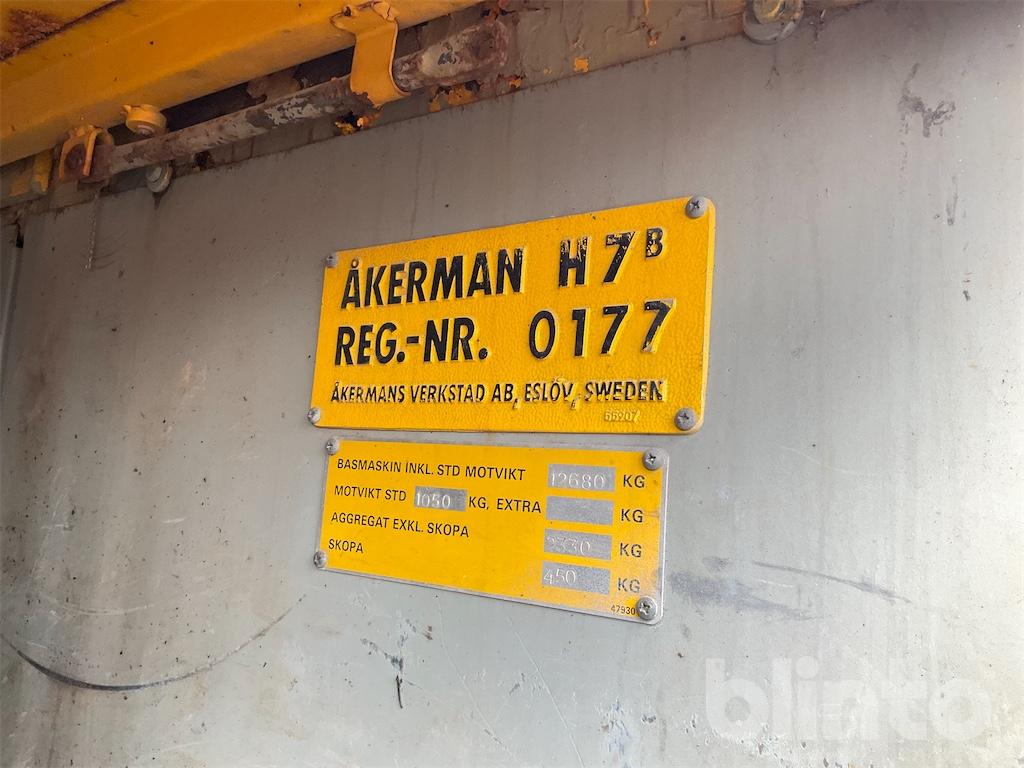 ÅKERMAN H7B
REG.-NR. 0177
ÅKERMANS VERKSTAD AB, ESLÖV, SWEDEN
66907
BASMASKIN INKL. STD MOTVIKT 12680 KG
MOTVIKT STD 1050 KG, EXTRA KG
AGGREGAT EXKL. SKOPA 2330 KG
SKOPA 450 KG
47930
blinto